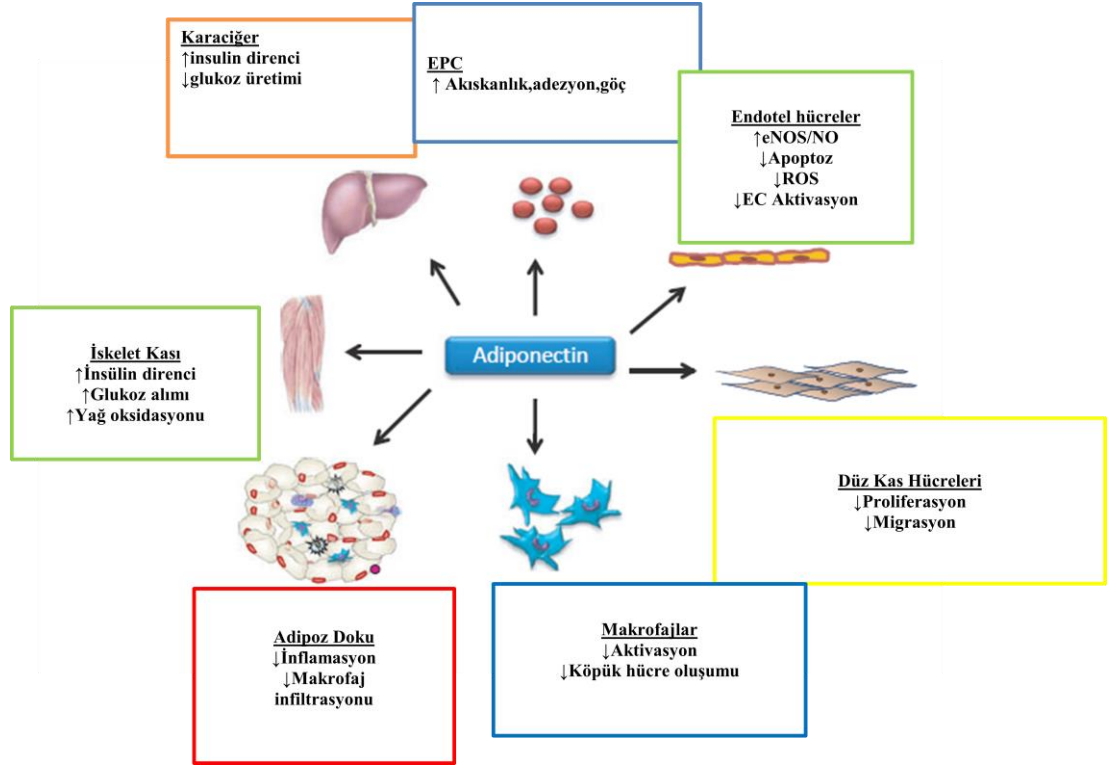 Karaciğer
↑insulin direnci
↓glukoz üretimi
EPC
↑ Akıskanlık,adezyon,göç
Endotel hücreler
↑eNOS/NO
↓Apoptoz
↓ROS
↓EC Aktivasyon
Adiponectin
İskelet Kası
↑İnsülin direnci
↑Glukoz alımı
↑Yağ oksidasyonu
Düz Kas Hücreleri
↓Proliferasyon
↓Migrasyon
Adipoz Doku
↓İnflamasyon
↓Makrofaj
infiltrasyonu
Makrofajlar
↓Aktivasyon
↓Köpük hücre oluşumu